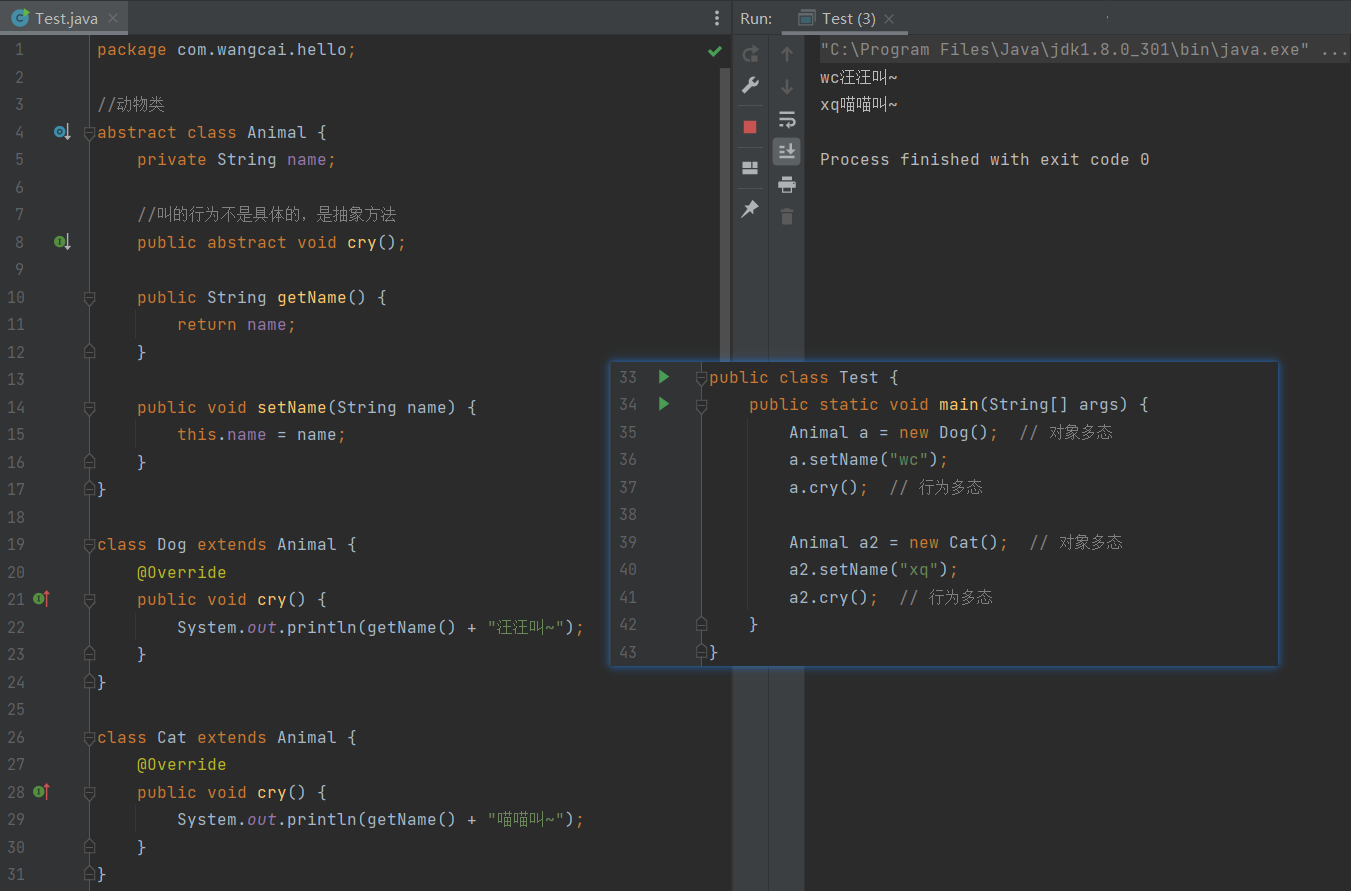 Test.java
1 package com.wangcai.hello;
2
3 //动物类
4 abstract class Animal {
5     private String name;
6
7     //叫的行为不是具体的，是抽象方法
8     public abstract void cry();
9
10     public String getName() {
11         return name;
12     }
13
14     public void setName(String name) {
15         this.name = name;
16     }
17 }
18
19 class Dog extends Animal {
20     @Override
21     public void cry() {
22         System.out.println(getName() + "汪汪叫~");
23     }
24 }
25
26 class Cat extends Animal {
27     @Override
28     public void cry() {
29         System.out.println(getName() + "喵喵叫~");
30     }
31 }
33 public class Test {
34     public static void main(String[] args) {
35         Animal a = new Dog();  // 对象多态
36         a.setName("wc");
37         a.cry();  // 行为多态
38
39         Animal a2 = new Cat();  // 对象多态
40         a2.setName("xq");
41         a2.cry();  // 行为多态
42     }
43 }
Run: Test (3)
"C:\Program Files\Java\jdk1.8.0_301\bin\java.exe" ...
wc汪汪叫~
xq喵喵叫~
Process finished with exit code 0